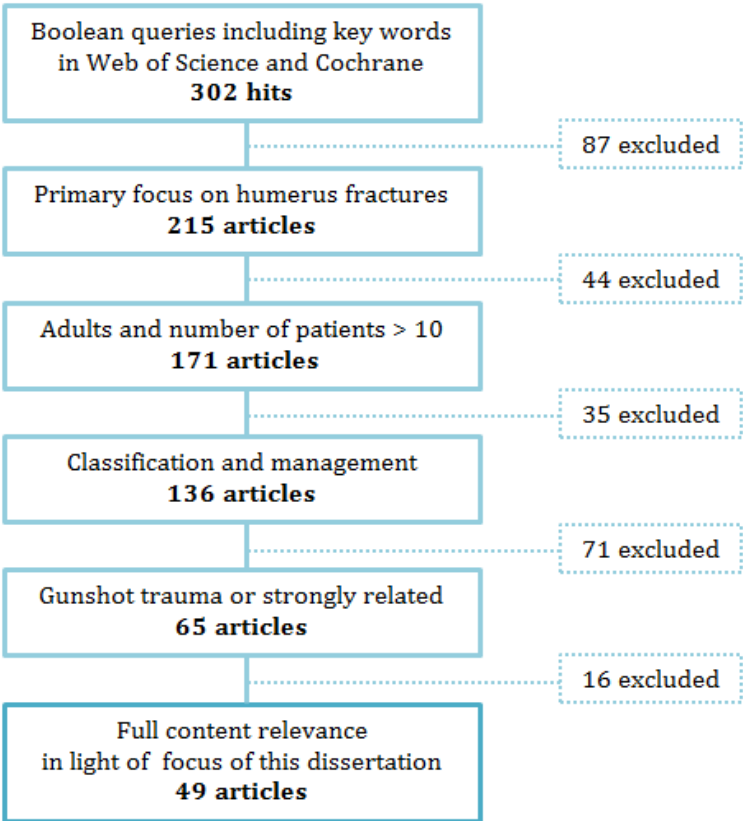 Boolean queries including key words
in Web of Science and Cochrane
302 hits
87 excluded
Primary focus on humerus fractures
215 articles
44 excluded
Adults and number of patients > 10
171 articles
35 excluded
Classification and management
136 articles
71 excluded
Gunshot trauma or strongly related
65 articles
16 excluded
Full content relevance
in light of focus of this dissertation
49 articles